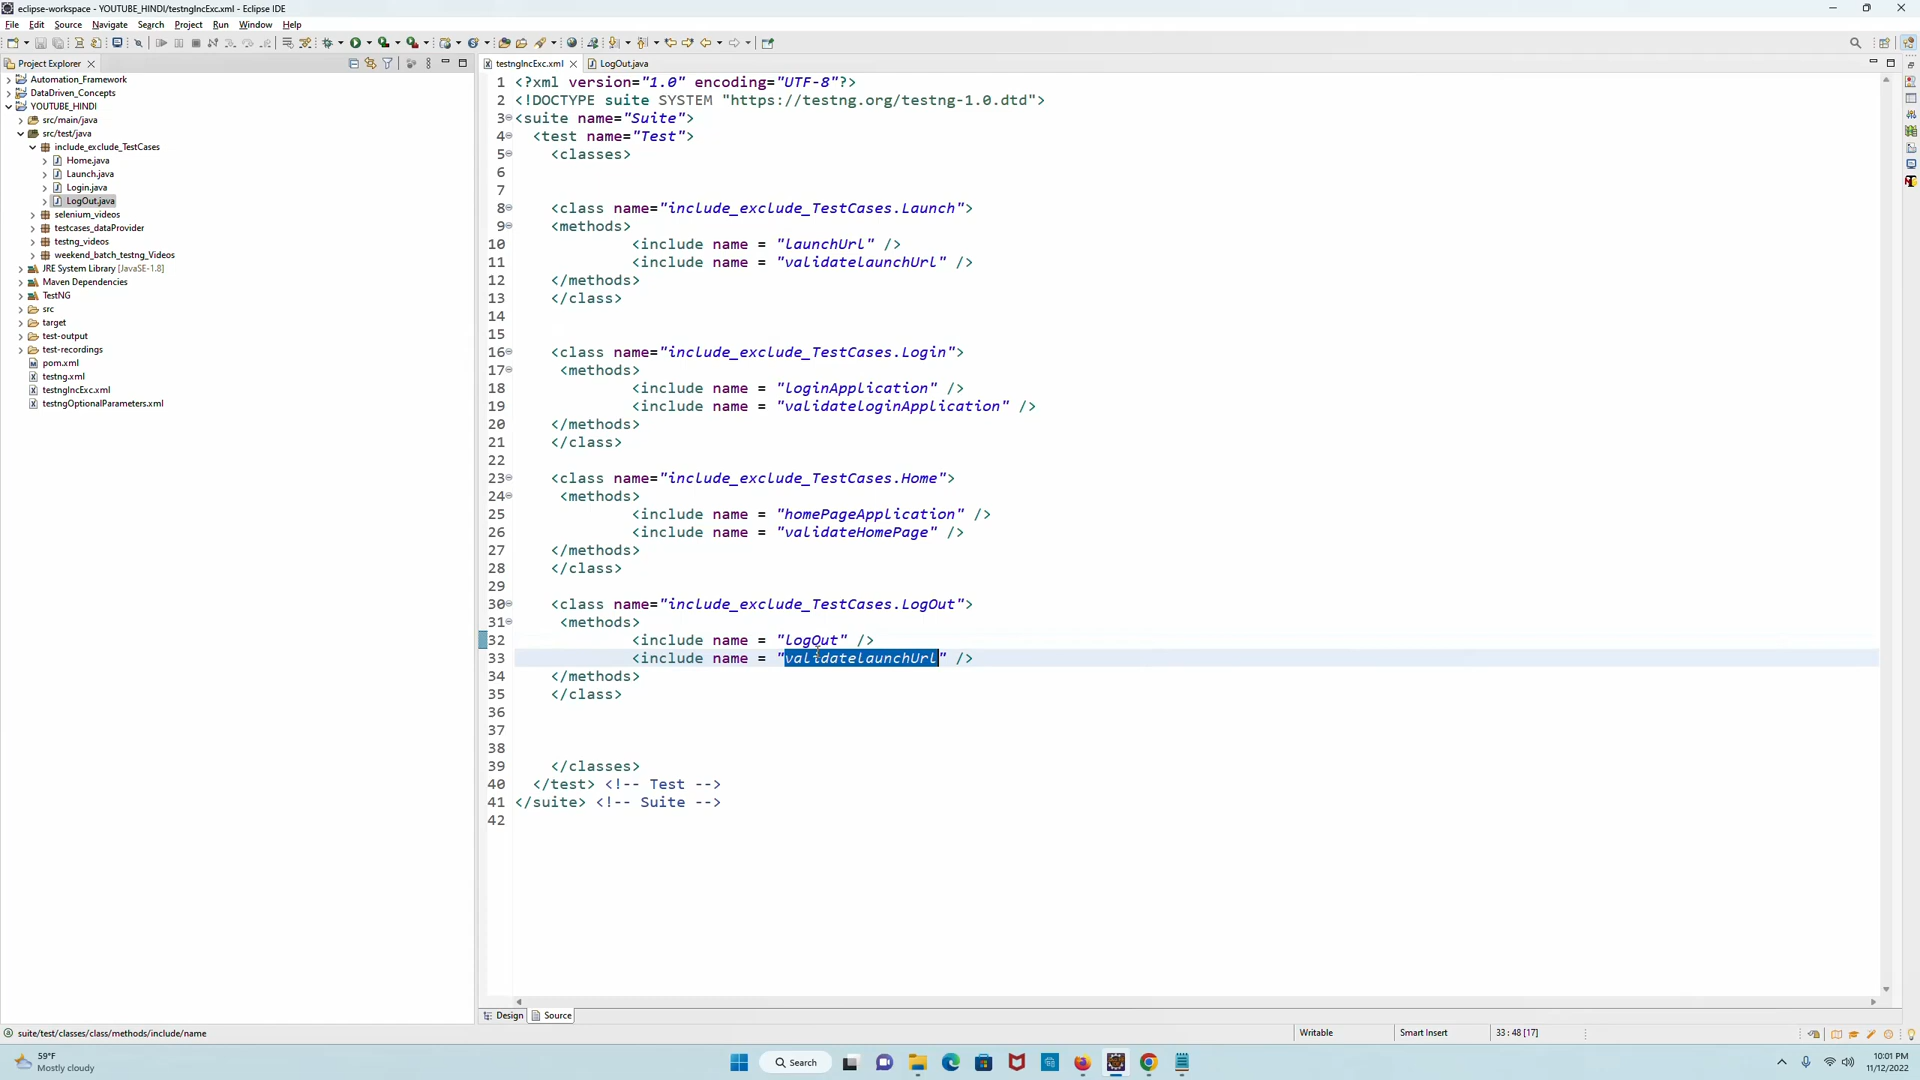 eclipse-workspace - YOUTUBE_HINDI/testngIncExc.xml - Eclipse IDE
File Edit Source Navigate Search Project Run Window Help
Project Explorer
testngIncExc.xml
LogOut.java
Automation_Framework
DataDriven_Concepts
YOUTUBE_HINDI
src/main/java
src/test/java
include_exclude_TestCases
Home.java
Launch.java
Login.java
LogOut.java
selenium_videos
testcases_dataProvider
testng_videos
weekend_batch_testng_Videos
JRE System Library [JavaSE-1.8]
Maven Dependencies
TestNG
src
target
test-output
test-recordings
pom.xml
testng.xml
testngIncExc.xml
testngOptionalParameters.xml
1 <?xml version="1.0" encoding="UTF-8"?>
2 <!DOCTYPE suite SYSTEM "https://testng.org/testng-1.0.dtd">
3 <suite name="Suite">
4 <test name="Test">
5 <classes>
6
7
8 <class name="include_exclude_TestCases.Launch">
9 <methods>
10 <include name = "launchUrl" />
11 <include name = "validatelaunchUrl" />
12 </methods>
13 </class>
14
15
16 <class name="include_exclude_TestCases.Login">
17 <methods>
18 <include name = "loginApplication" />
19 <include name = "validateloginApplication" />
20 </methods>
21 </class>
22
23 <class name="include_exclude_TestCases.Home">
24 <methods>
25 <include name = "homePageApplication" />
26 <include name = "validateHomePage" />
27 </methods>
28 </class>
29
30 <class name="include_exclude_TestCases.LogOut">
31 <methods>
32 <include name = "logOut" />
33 <include name = "validatelaunchUrl" />
34 </methods>
35 </class>
36
37
38
39 </classes>
40 </test> <!-- Test -->
41 </suite> <!-- Suite -->
42
Design Source
suite/test/classes/class/methods/include/name
Writable
Smart Insert
33 : 48 [17]
59°F
Mostly cloudy
Search
10:01 PM
11/12/2022